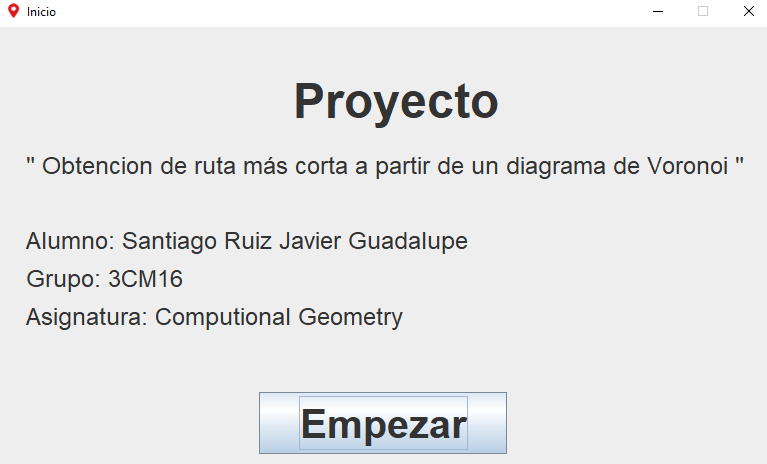 Inicio
Proyecto
" Obtencion de ruta más corta a partir de un diagrama de Voronoi "
Alumno: Santiago Ruiz Javier Guadalupe
Grupo: 3CM16
Asignatura: Computional Geometry
Empezar